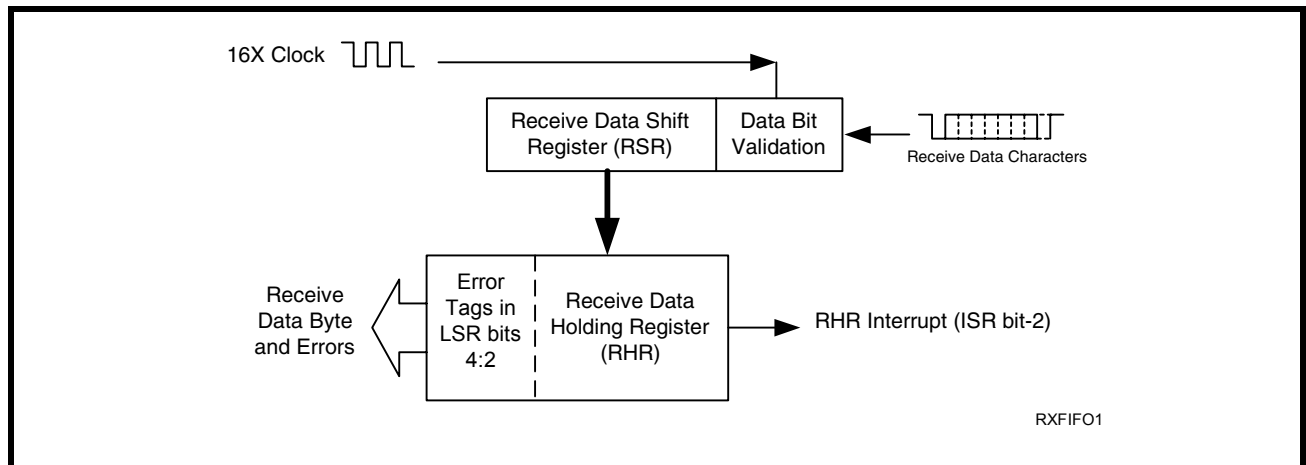 16X Clock
Receive Data Shift
Register (RSR)
Data Bit
Validation
Receive Data Characters
Receive
Data Byte
and Errors
Error
Tags in
LSR bits
4:2
Receive Data
Holding Register
(RHR)
RHR Interrupt (ISR bit-2)
RXFIFO1